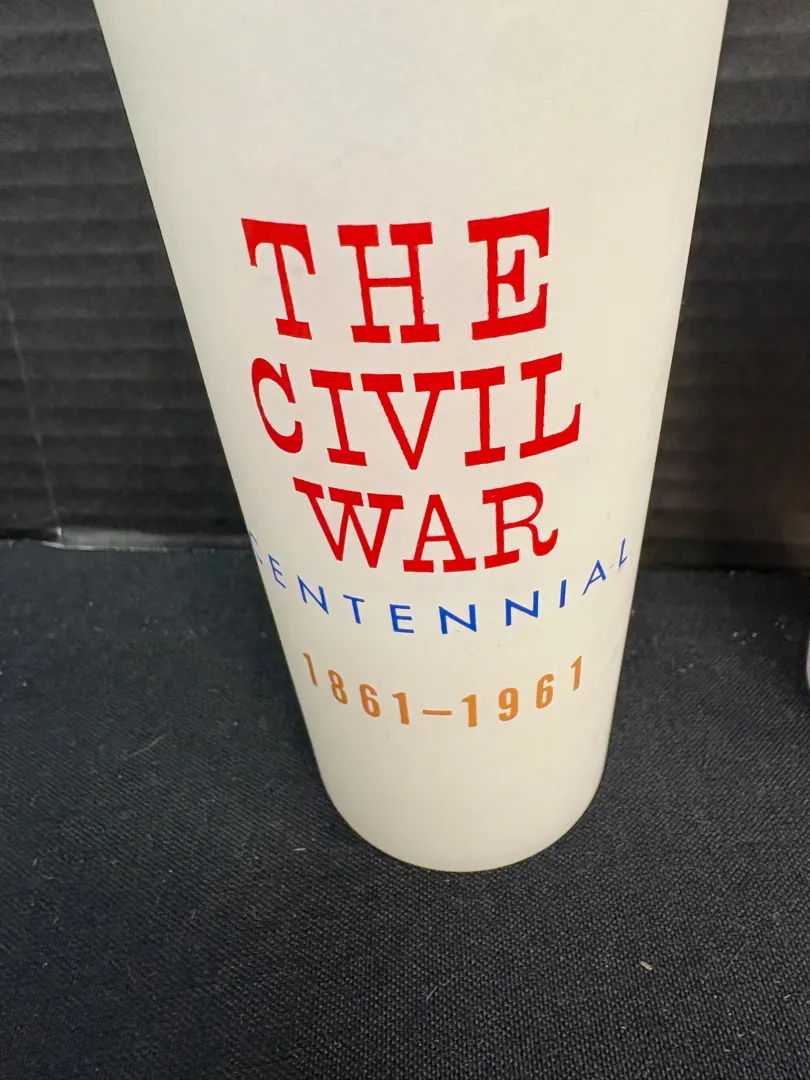 THE
CIVIL
WAR
CENTENNIAL
1861–1961